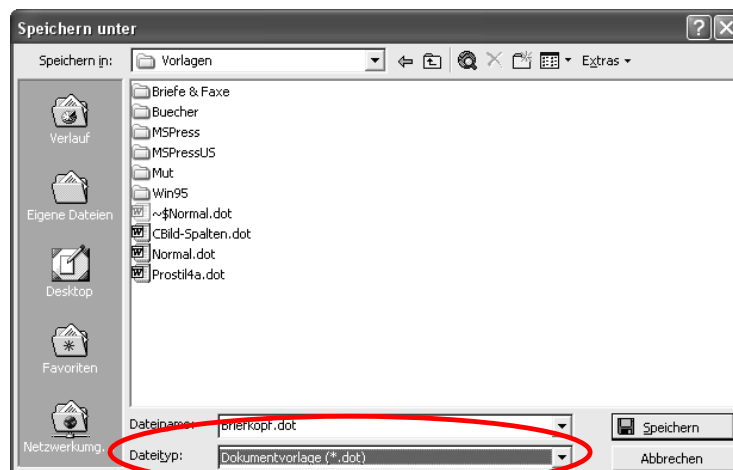 Speichern unter
Speichern in: Vorlagen Extras
Verlauf
Eigene Dateien
Desktop
Favoriten
Netzwerkumg.
Briefe & Faxe
Buecher
MSPress
MSPressUS
Mut
Win95
~$Normal.dot
CBild-Spalten.dot
Normal.dot
Prostil4a.dot
Dateiname: Briefkopf.dot Speichern
Dateityp: Dokumentvorlage (*.dot) Abbrechen